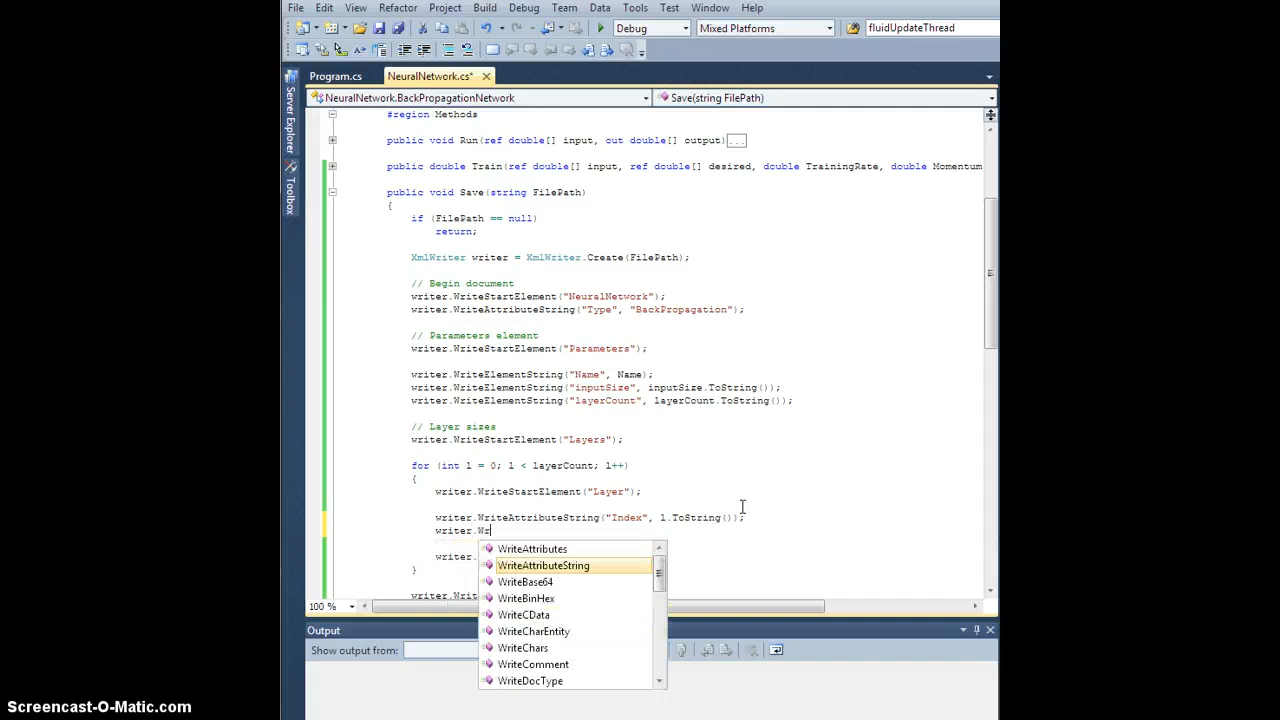 File Edit View Refactor Project Build Debug Team Data Tools Test Window Help
Debug Mixed Platforms fluidUpdateThread
Program.cs NeuralNetwork.cs*
Server Explorer
Toolbox
NeuralNetwork.BackPropagationNetwork Save(string FilePath)
#region Methods
public void Run(ref double[] input, out double[] output)...
public double Train(ref double[] input, ref double[] desired, double TrainingRate, double Momentum
public void Save(string FilePath)
{
if (FilePath == null)
return;
XmlWriter writer = XmlWriter.Create(FilePath);
// Begin document
writer.WriteStartElement("NeuralNetwork");
writer.WriteAttributeString("Type", "BackPropagation");
// Parameters element
writer.WriteStartElement("Parameters");
writer.WriteElementString("Name", Name);
writer.WriteElementString("inputSize", inputSize.ToString());
writer.WriteElementString("layerCount", layerCount.ToString());
// Layer sizes
writer.WriteStartElement("Layers");
for (int l = 0; l < layerCount; l++)
{
writer.WriteStartElement("Layer");
writer.WriteAttributeString("Index", l.ToString());
writer.Wr
WriteAttributes
writer.
WriteAttributeString
}
WriteBase64
writer.Writ
WriteBinHex
100 %
WriteCData
Output
WriteCharEntity
Show output from:
WriteChars
WriteComment
WriteDocType
Screencast-O-Matic.com